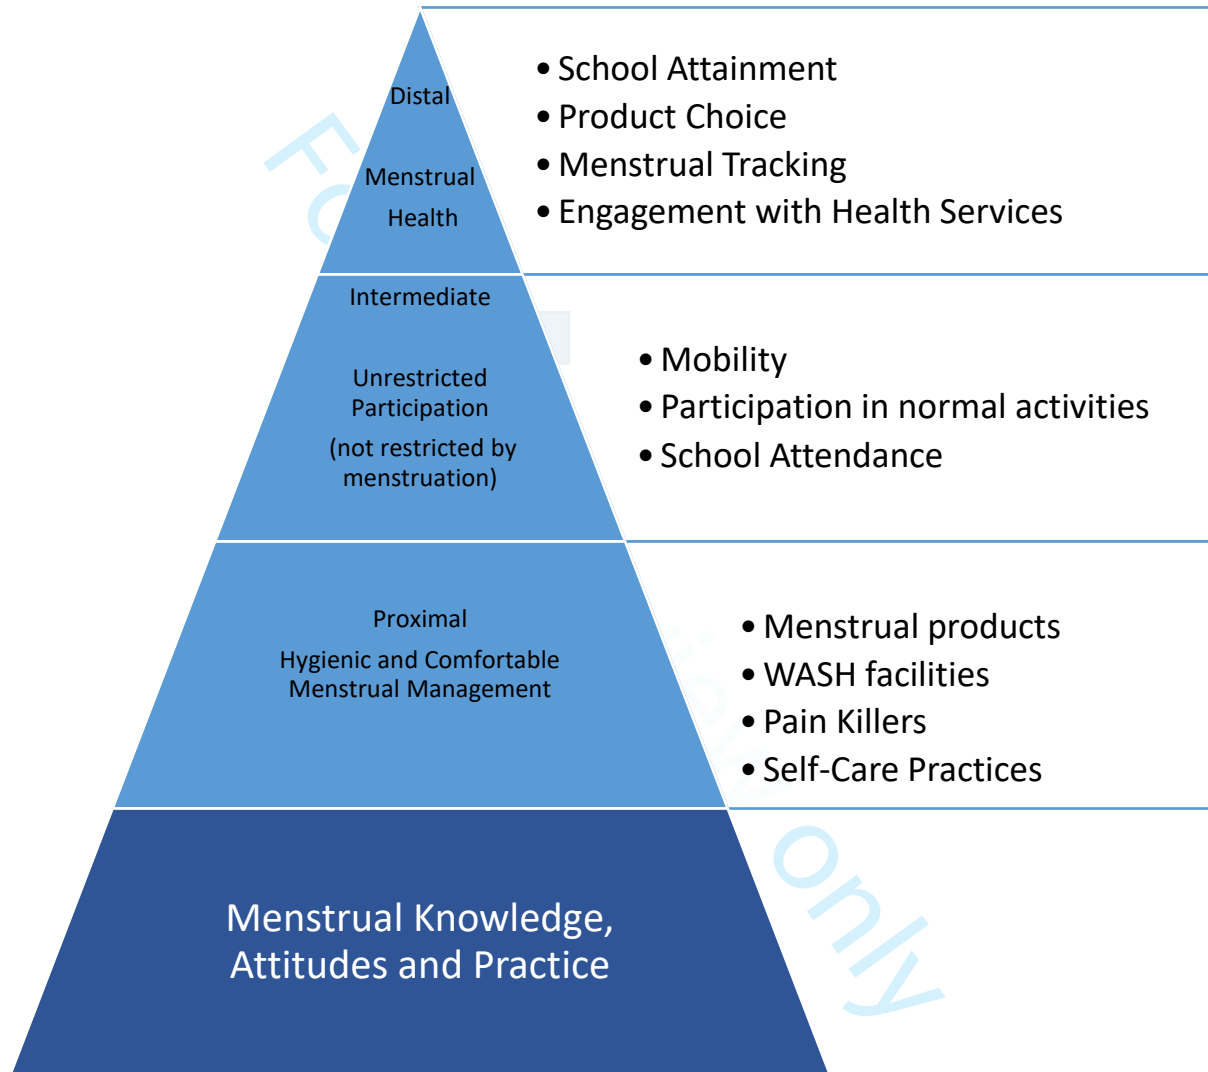 Distal
Menstrual
Health
• School Attainment
• Product Choice
• Menstrual Tracking
• Engagement with Health Services
Intermediate
Unrestricted
Participation
(not restricted by
menstruation)
• Mobility
• Participation in normal activities
• School Attendance
Proximal
Hygienic and Comfortable
Menstrual Management
• Menstrual products
• WASH facilities
• Pain Killers
• Self-Care Practices
Menstrual Knowledge,
Attitudes and Practice
only